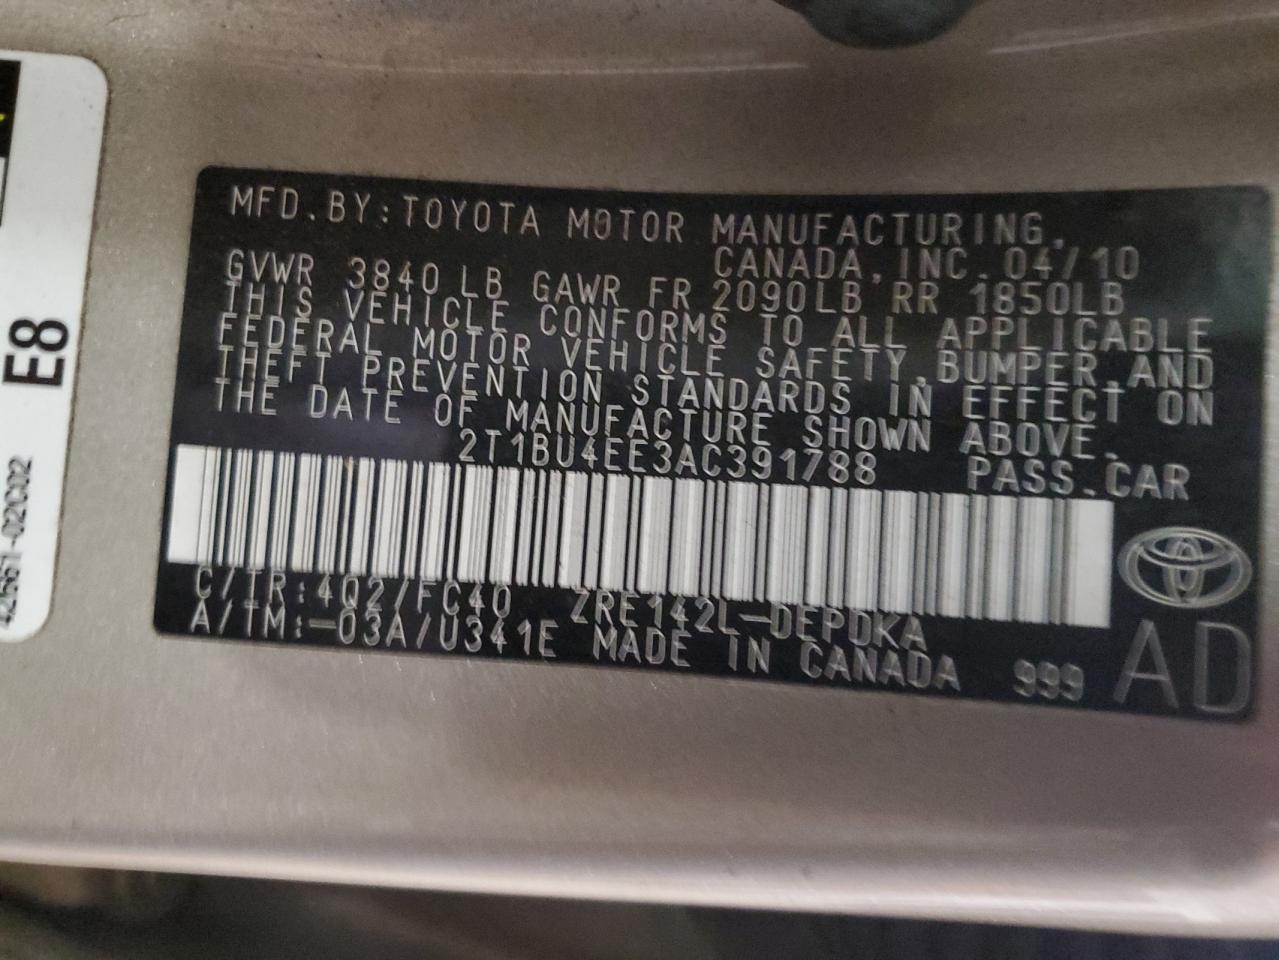 MFD.BY:TOYOTA MOTOR MANUFACTURING,
CANADA,INC.04/10
GVWR 3840LB GAWR FR 2090LB RR 1850LB
THIS VEHICLE CONFORMS TO ALL APPLICABLE
FEDERAL MOTOR VEHICLE SAFETY,BUMPER,AND
THEFT PREVENTION STANDARDS IN EFFECT ON
THE DATE OF MANUFACTURE SHOWN ABOVE.
2T1BU4EE3AC391788 PASS.CAR
C/TR:4Q2/FC40 ZRE142L-DEPDKA
A/TM:-03A/U341E MADE IN CANADA 999
AD
E8